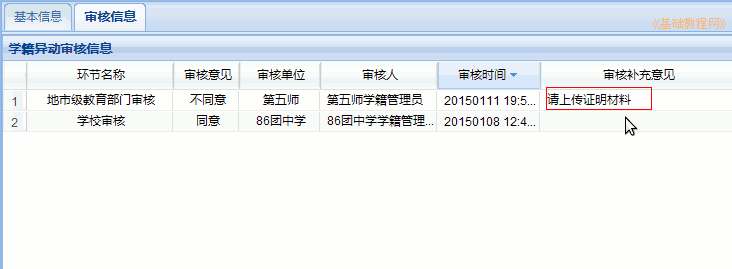 基本信息 审核信息
《基础教程网》
学籍异动审核信息
环节名称 审核意见 审核单位 审核人 审核时间 审核补充意见
1 地市级教育部门审核 不同意 第五师 第五师学籍管理员 20150111 19:5... 请上传证明材料
2 学校审核 同意 86团中学 86团中学学籍管理... 20150108 12:4...